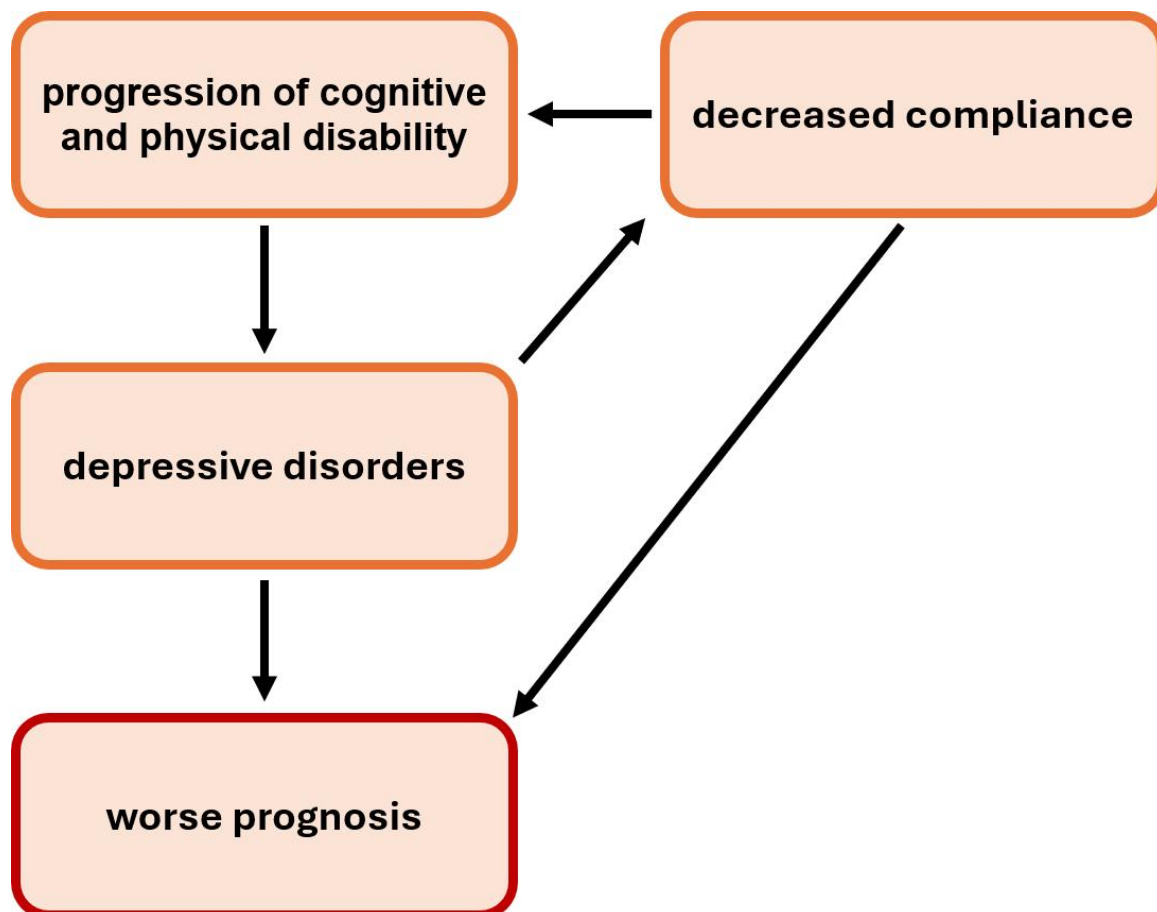 progression of cognitive
and physical disability
decreased compliance
depressive disorders
worse prognosis